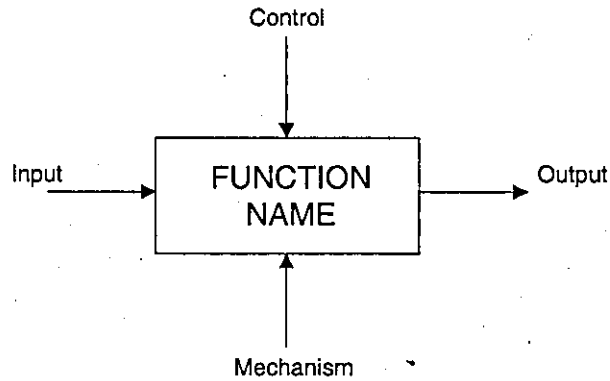 Control
Input
FUNCTION
NAME
Output
Mechanism